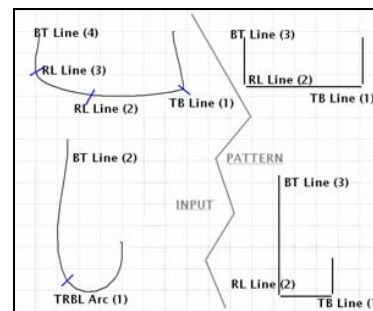 BT Line (4)
RL Line (3)
RL Line (2)
TB Line (1)
BT Line (3)
RL Line (2)
TB Line (1)
BT Line (2)
PATTERN
INPUT
BT Line (3)
RL Line (2)
TRBL Arc (1)
TB Line (1